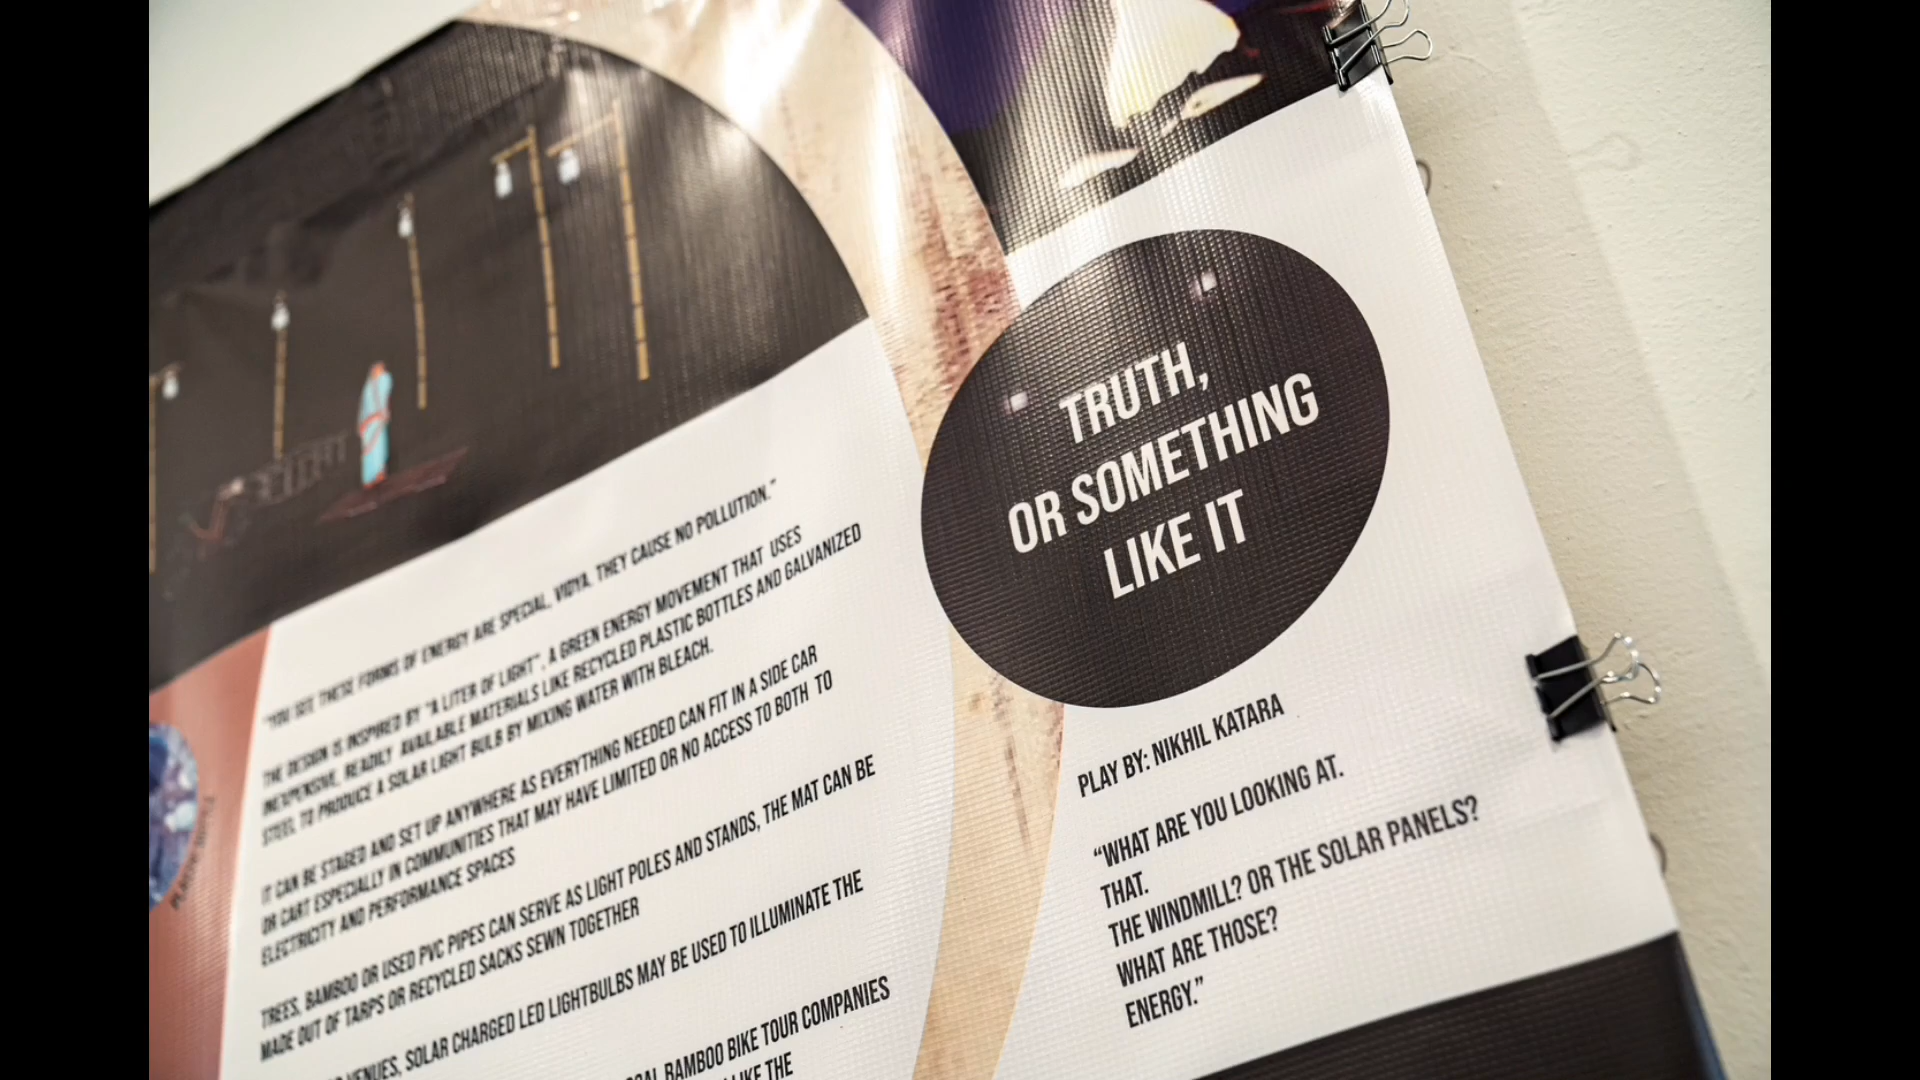 "YOU SEE THESE FORMS OF ENERGY ARE SPECIAL, VIDYA. THEY CAUSE NO POLLUTION."
THE DESIGN IS INSPIRED BY "A LITER OF LIGHT", A GREEN ENERGY MOVEMENT THAT USES
INEXPENSIVE, READILY AVAILABLE MATERIALS LIKE RECYCLED PLASTIC BOTTLES AND GALVANIZED
STEEL TO PRODUCE A SOLAR LIGHT BULB BY MIXING WATER WITH BLEACH.
IT CAN BE STAGED AND SET UP ANYWHERE AS EVERYTHING NEEDED CAN FIT IN A SIDE CAR
OR CART ESPECIALLY IN COMMUNITIES THAT MAY HAVE LIMITED OR NO ACCESS TO BOTH TO
ELECTRICITY AND PERFORMANCE SPACES
TREES, BAMBOO OR USED PVC PIPES CAN SERVE AS LIGHT POLES AND STANDS, THE MAT CAN BE
MADE OUT OF TARPS OR RECYCLED SACKS SEWN TOGETHER
VENUES, SOLAR CHARGED LED LIGHTBULBS MAY BE USED TO ILLUMINATE THE
BAMBOO BIKE TOUR COMPANIES
LIKE THE
TRUTH,
OR SOMETHING
LIKE IT
PLAY BY: NIKHIL KATARA
"WHAT ARE YOU LOOKING AT.
THAT.
THE WINDMILL? OR THE SOLAR PANELS?
WHAT ARE THOSE?
ENERGY."